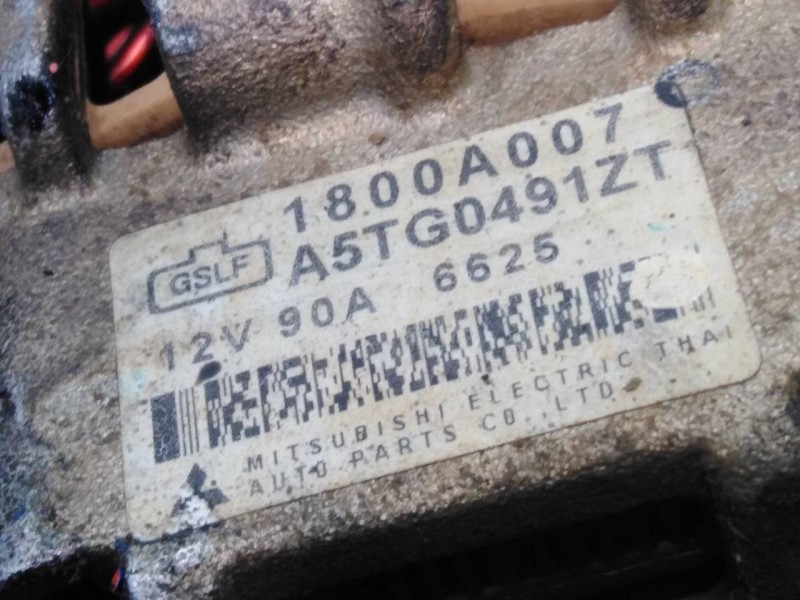 1800A007
GSLF A5TG0491ZT
12V 90A 6625
MITSUBISHI ELECTRIC THAI
AUTO PARTS CO.,LTD.